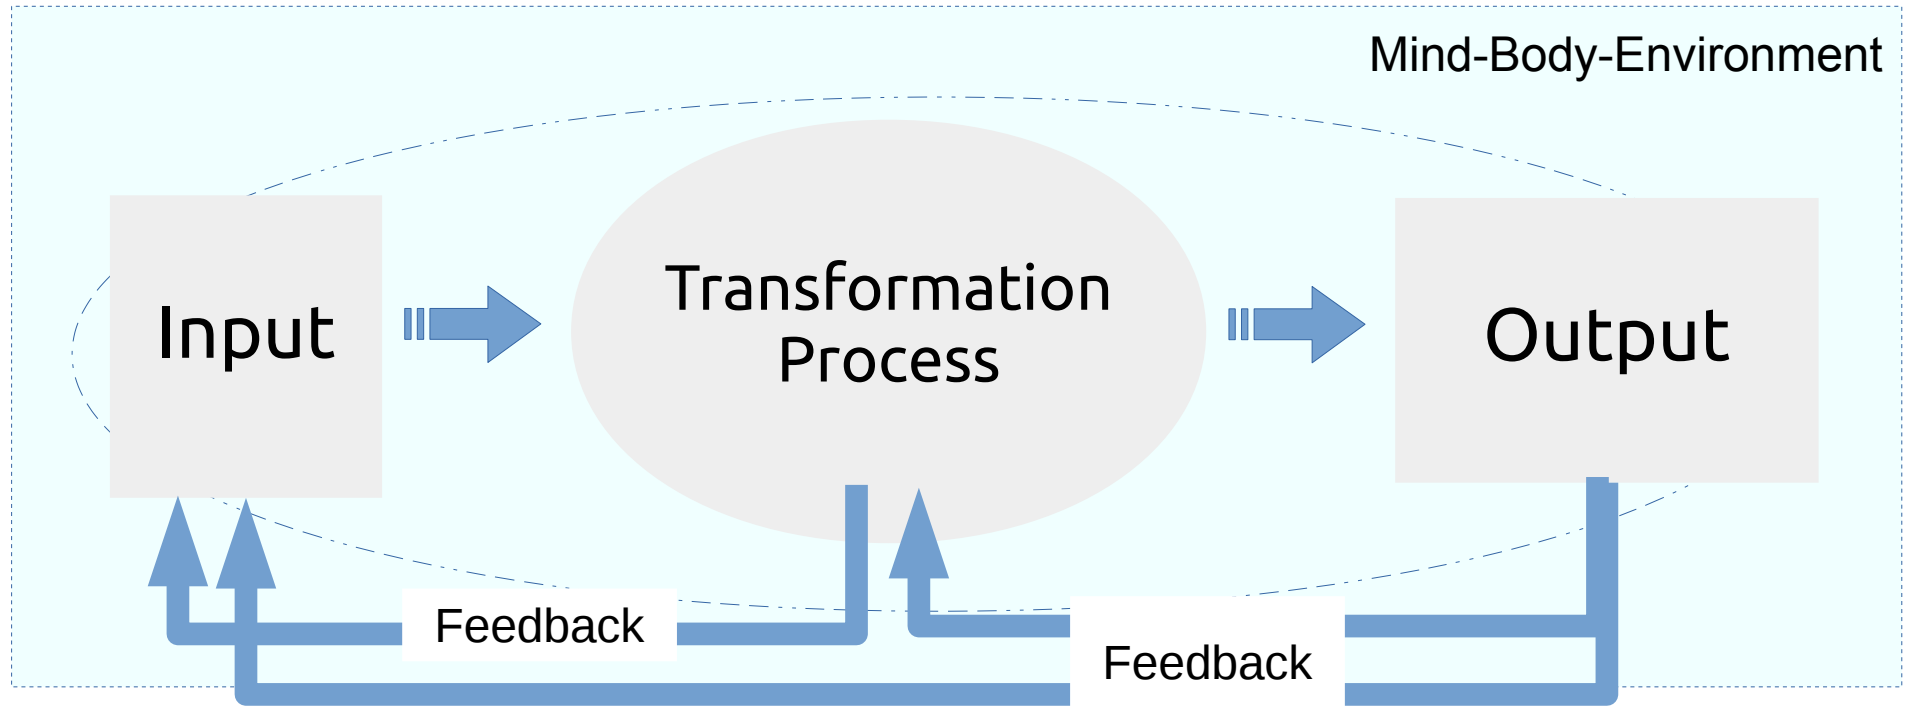 Mind-Body-Environment
Input
Transformation
Process
Output
Feedback
Feedback